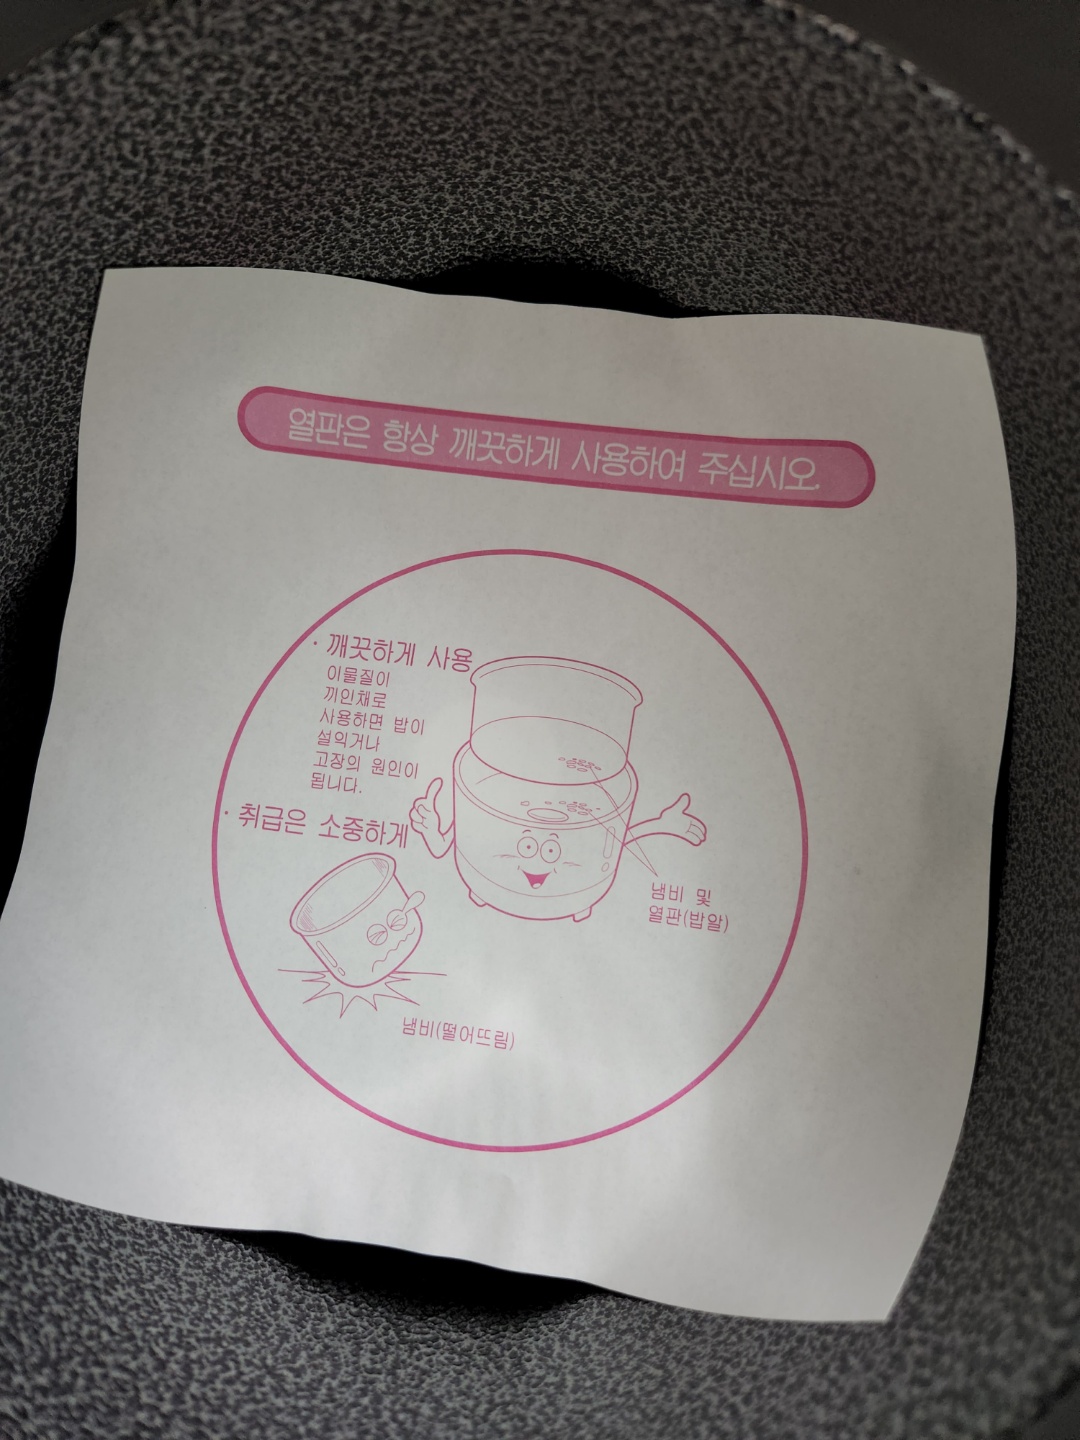 열판은 항상 깨끗하게 사용하여 주십시오.
· 깨끗하게 사용
이물질이
끼인채로
사용하면 밥이
설익거나
고장의 원인이
됩니다.
· 취급은 소중하게
냄비 및
열판(밥알)
냄비(떨어뜨림)